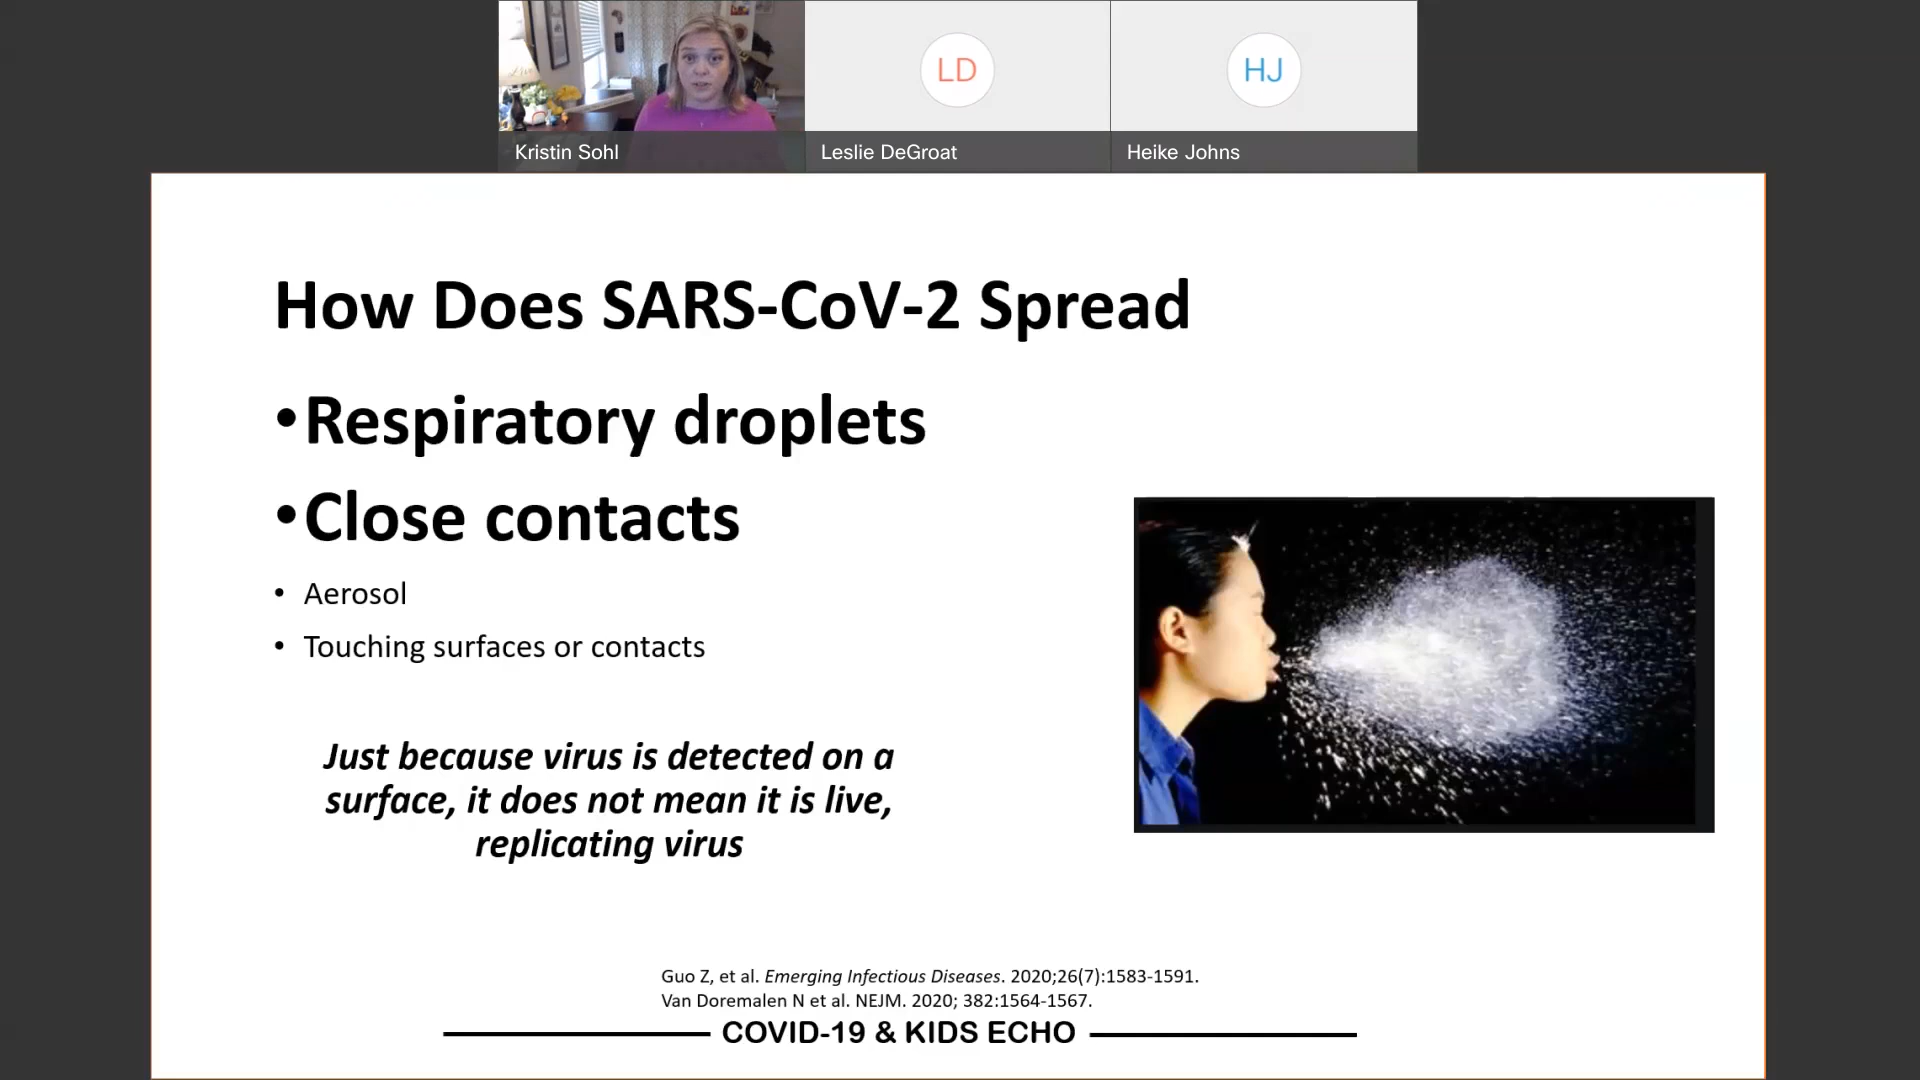 LD
HJ
Kristin Sohl
Leslie DeGroat
Heike Johns
How Does SARS-CoV-2 Spread
•Respiratory droplets
•Close contacts
• Aerosol
• Touching surfaces or contacts
Just because virus is detected on a
surface, it does not mean it is live,
replicating virus
Guo Z, et al. Emerging Infectious Diseases. 2020;26(7):1583-1591.
Van Doremalen N et al. NEJM. 2020; 382:1564-1567.
COVID-19 & KIDS ECHO